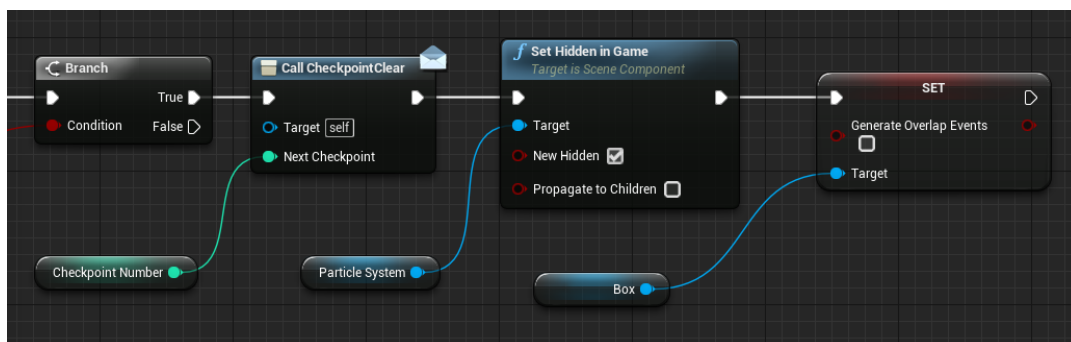 Branch
True
Condition
False
Call CheckpointClear
Target self
Next Checkpoint
f Set Hidden in Game
Target is Scene Component
Target
New Hidden
Propagate to Children
SET
Generate Overlap Events
Target
Checkpoint Number
Particle System
Box